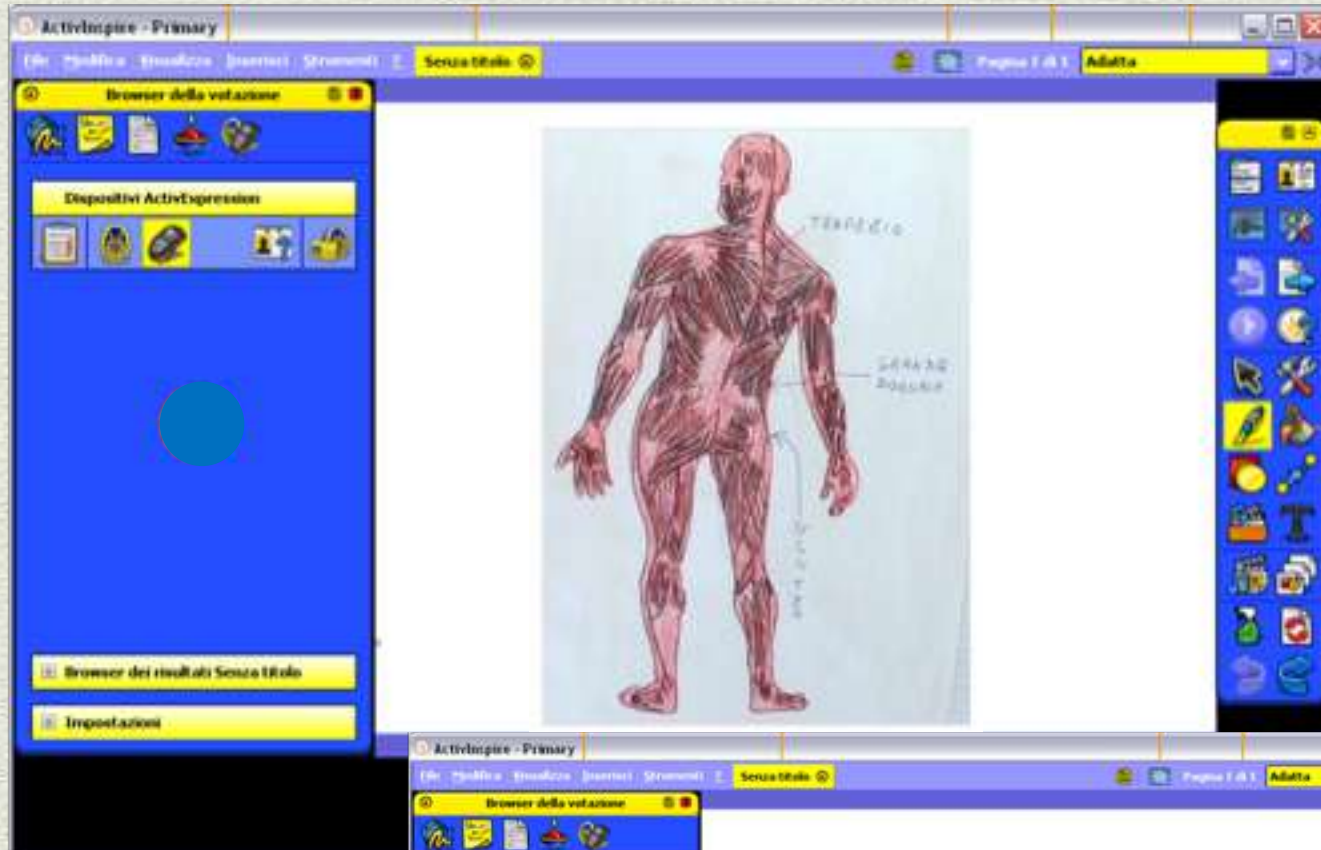 ActivInspire - Primary
File Modifica Visualizza Inserisci Strumenti ? Senza titolo Pagina 1 di 1 Adatta
Browser della votazione
Dispositivi ActivExpression
TRAPEZIO
GRANDE
DORSALE
Browser dei risultati Senza titolo
Impostazioni
ActivInspire - Primary
File Modifica Visualizza Inserisci Strumenti ? Senza titolo Pagina 1 di 1 Adatta
Browser della votazione